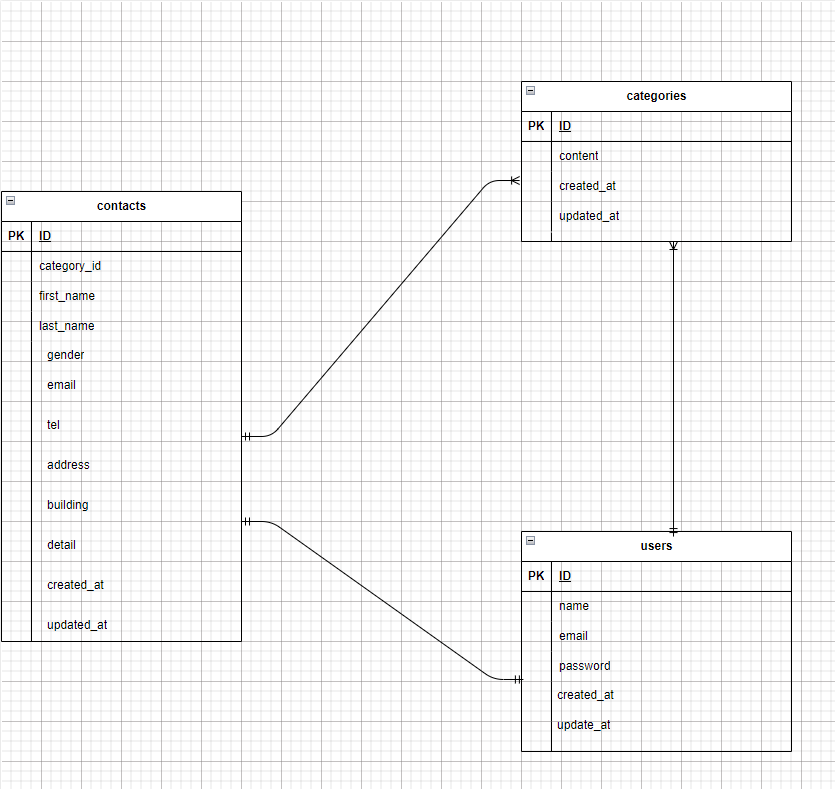 categories
PK ID
content
created_at
updated_at
contacts
PK ID
category_id
first_name
last_name
gender
email
tel
address
building
detail
created_at
updated_at
users
PK ID
name
email
password
created_at
update_at